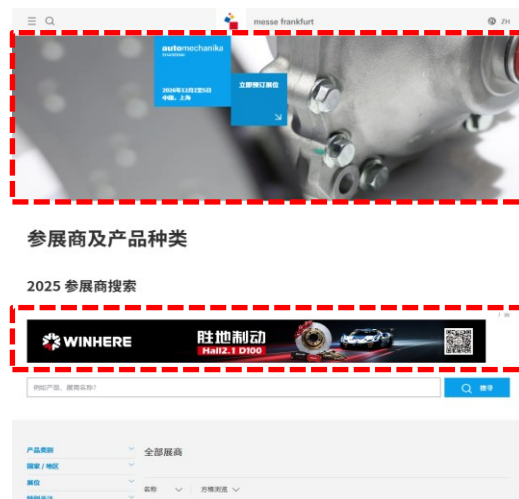 messe frankfurt
ZH
automechanika
SHANGHAI
2026年12月2至5日
中国，上海
立即预订展位
参展商及产品种类
2025 参展商搜索
WINHERE
胜地制动
Hall2.1 D100
例如产品、展商名称?
搜寻
产品类别
全部展商
国家 / 地区
展位
名称
方格浏览
特别关注